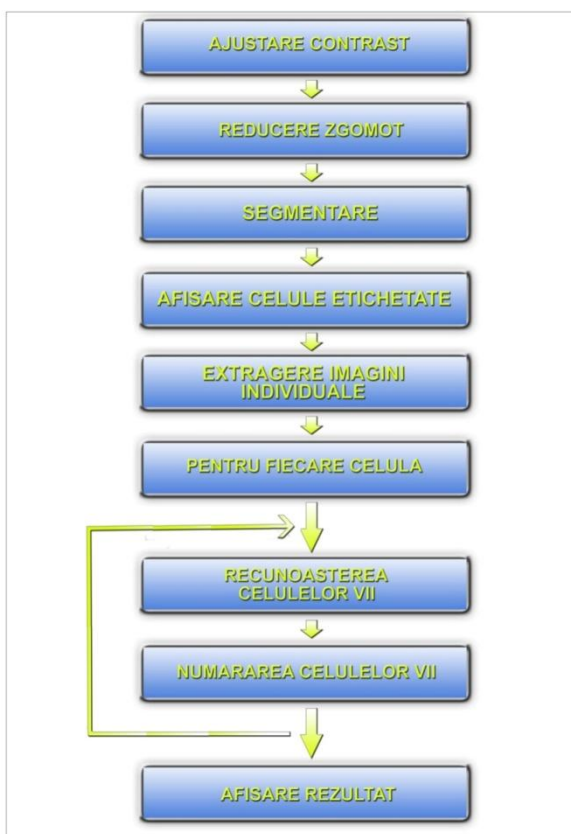 AJUSTARE CONTRAST
REDUCERE ZGOMOT
SEGMENTARE
AFISARE CELULE ETICHETATE
EXTRAGERE IMAGINI
INDIVIDUALE
PENTRU FIECARE CELULA
RECUNOASTEREA
CELULELOR VII
NUMARAREA CELULELOR VII
AFISARE REZULTAT